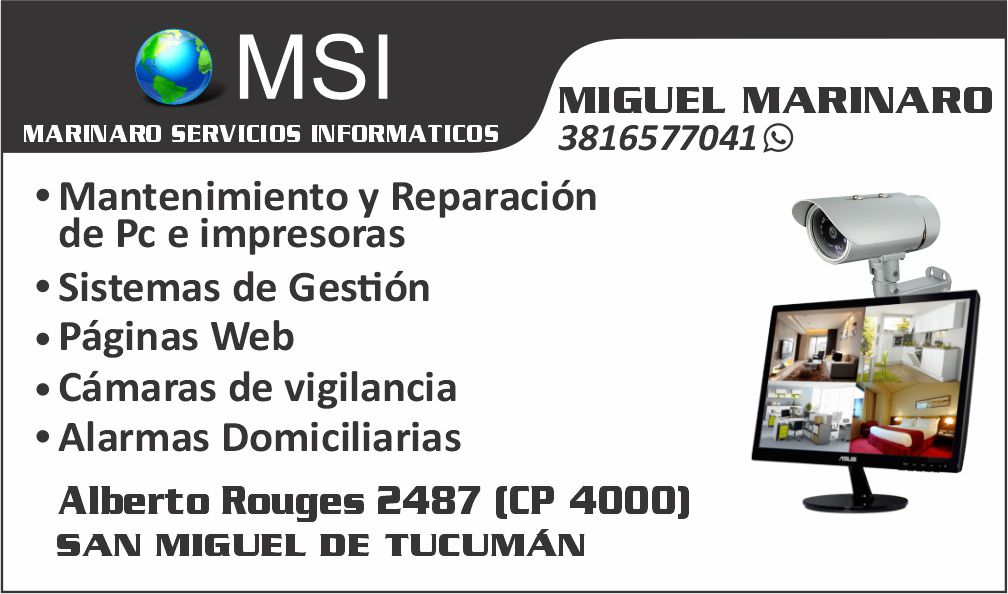 MSI
MARINARO SERVICIOS INFORMATICOS
MIGUEL MARINARO
3816577041
• Mantenimiento y Reparación
de Pc e impresoras
• Sistemas de Gestión
• Páginas Web
• Cámaras de vigilancia
• Alarmas Domiciliarias
ASUS
Alberto Rouges 2487 (CP 4000)
SAN MIGUEL DE TUCUMÁN